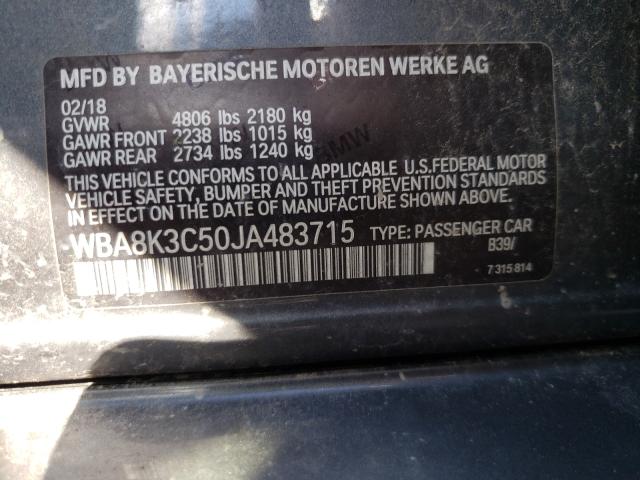 MFD BY BAYERISCHE MOTOREN WERKE AG
02/18
GVWR 4806 lbs 2180 kg
GAWR FRONT 2238 lbs 1015 kg
GAWR REAR 2734 lbs 1240 kg
THIS VEHICLE CONFORMS TO ALL APPLICABLE U.S.FEDERAL MOTOR
VEHICLE SAFETY, BUMPER AND THEFT PREVENTION STANDARDS
IN EFFECT ON THE DATE OF MANUFACTURE SHOWN ABOVE.
-WBA8K3C50JA483715 TYPE: PASSENGER CAR
B39/
7 315 814